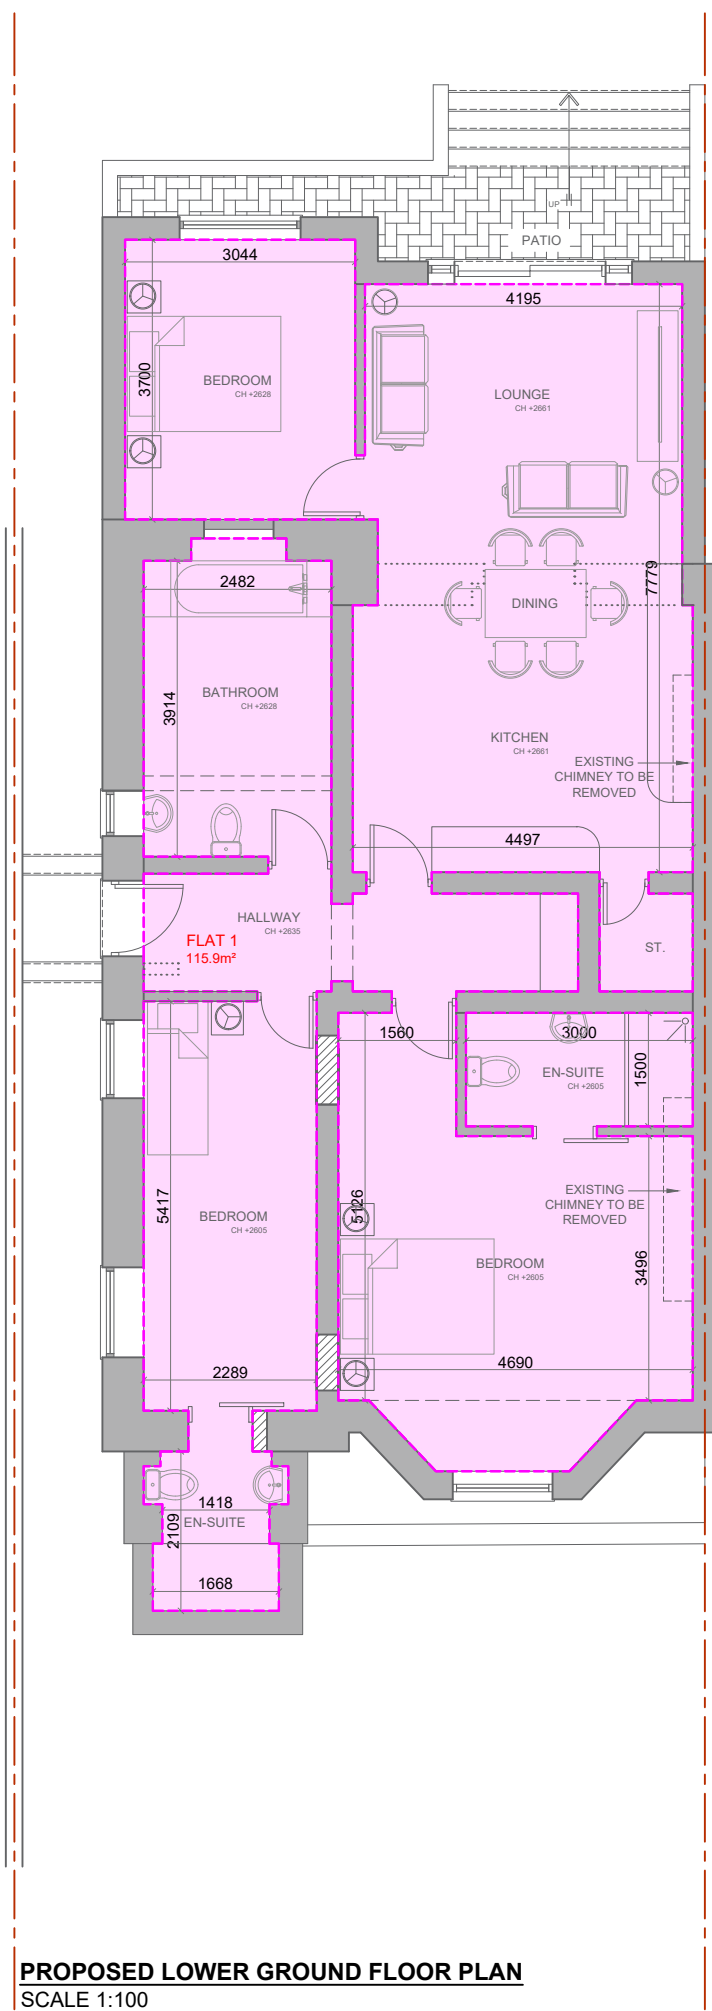 UP
PATIO
3044
4195
3700
BEDROOM
CH +2628
LOUNGE
CH +2661
7779
2482
DINING
3914
BATHROOM
CH +2628
KITCHEN
CH +2661
EXISTING
CHIMNEY TO BE
REMOVED
4497
HALLWAY
CH +2635
FLAT 1
115.9m²
ST.
1560
3000
EN-SUITE
CH +2605
1500
5417
BEDROOM
CH +2605
5126
EXISTING
CHIMNEY TO BE
REMOVED
BEDROOM
CH +2605
3496
2289
4690
1418
EN-SUITE
2109
1668
PROPOSED LOWER GROUND FLOOR PLAN
SCALE 1:100